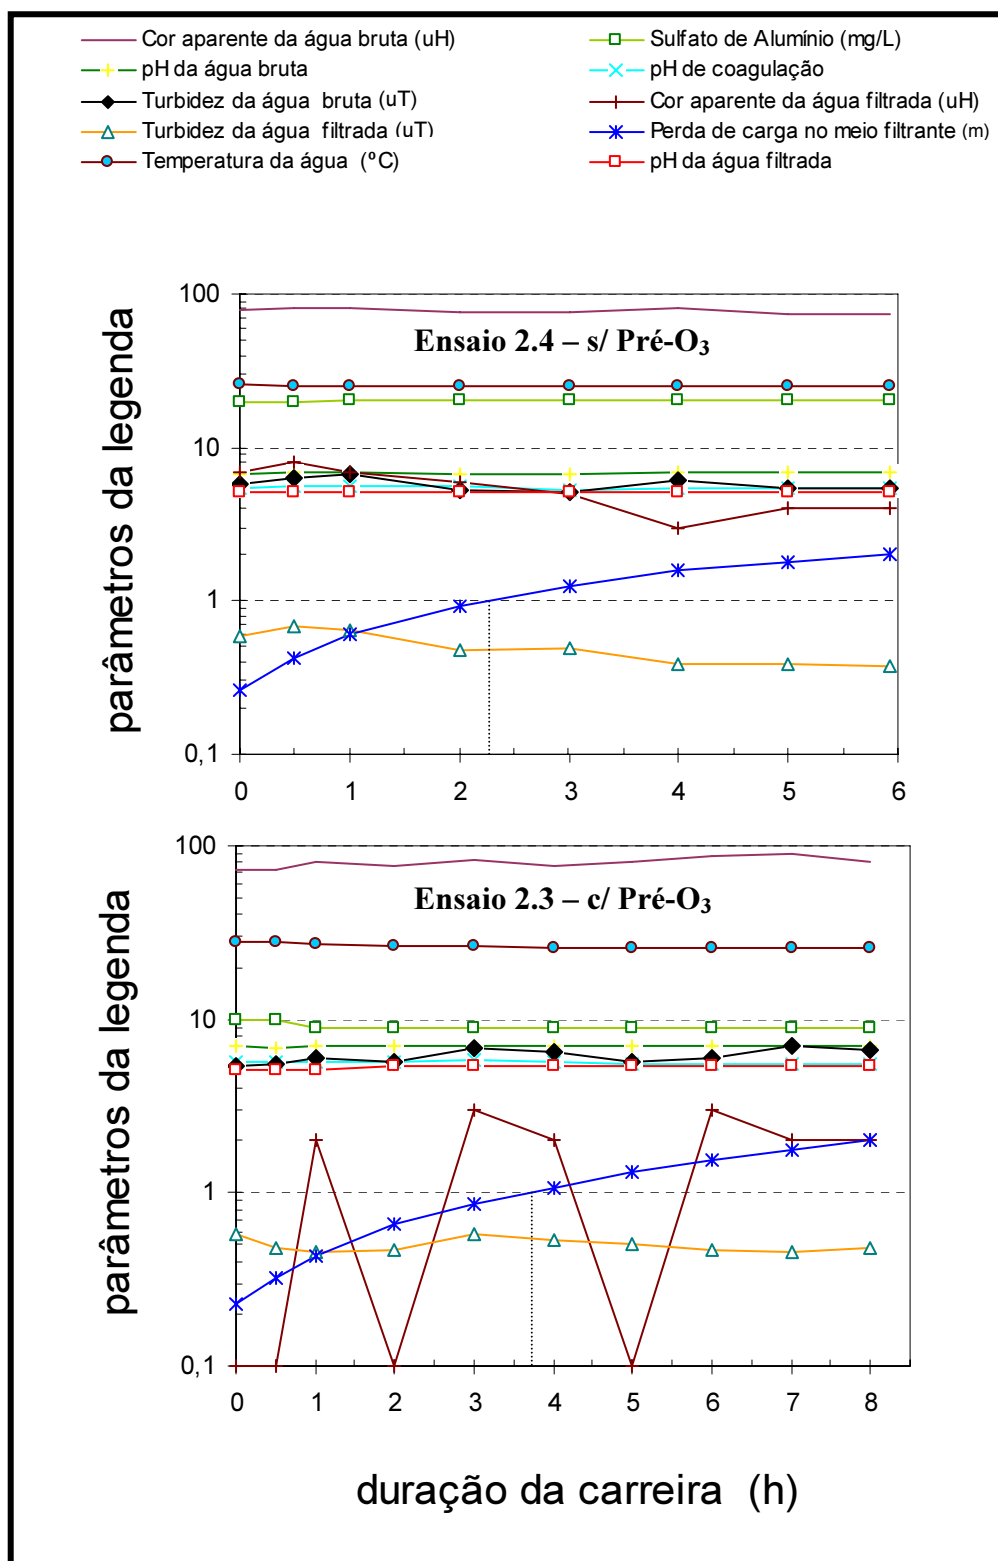 Cor aparente da água bruta (uH)
Sulfato de Alumínio (mg/L)
pH da água bruta
pH de coagulação
Turbidez da água bruta (uT)
Cor aparente da água filtrada (uH)
Turbidez da água filtrada (uT)
Perda de carga no meio filtrante (m)
Temperatura da água (ºC)
pH da água filtrada
parâmetros da legenda
100
10
1
0,1
Ensaio 2.4 – s/ Pré-O₃
0 1 2 3 4 5 6
parâmetros da legenda
100
10
1
0,1
Ensaio 2.3 – c/ Pré-O₃
0 1 2 3 4 5 6 7 8
duração da carreira (h)